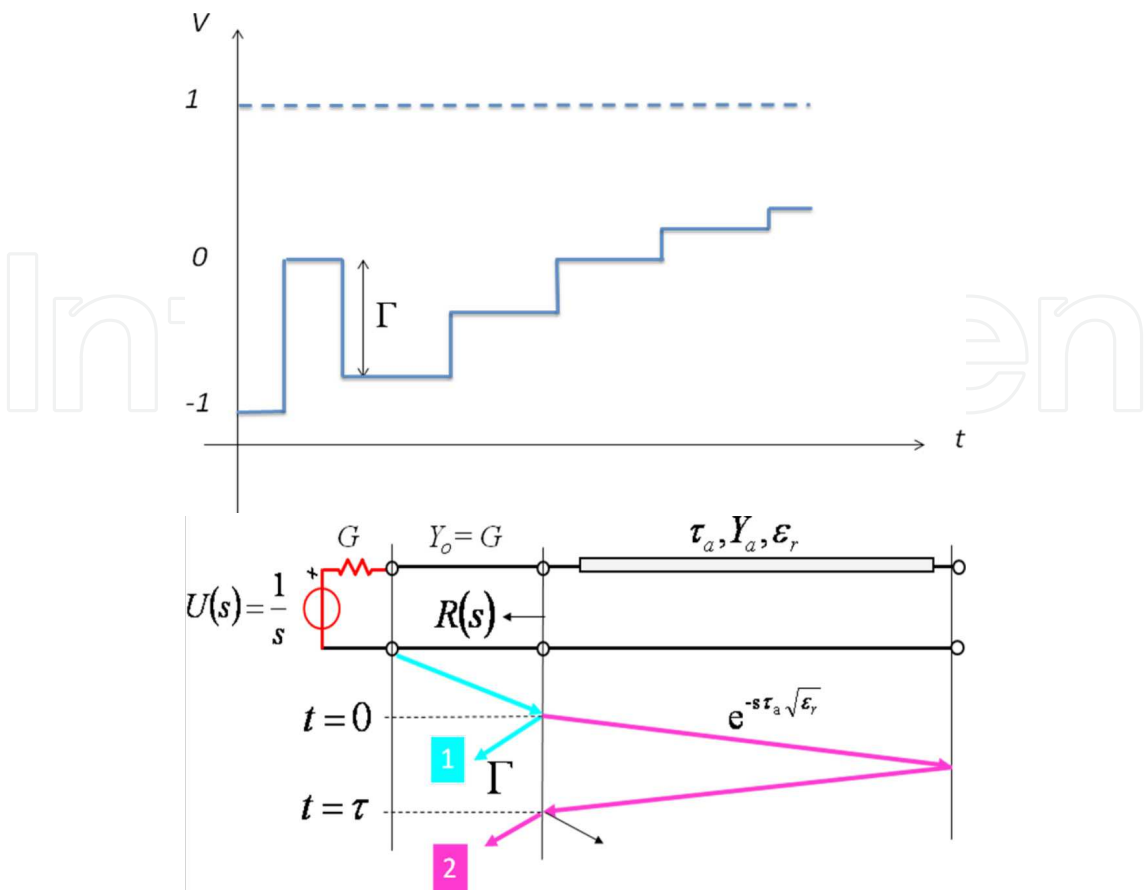 V
1
0
Γ
-1
t
G
Y_o = G
τ_a, Y_a, ε_r
+
U(s) = 1/s
R(s)
t = 0
e^{-s τ_a √ε_r}
1
Γ
t = τ
2